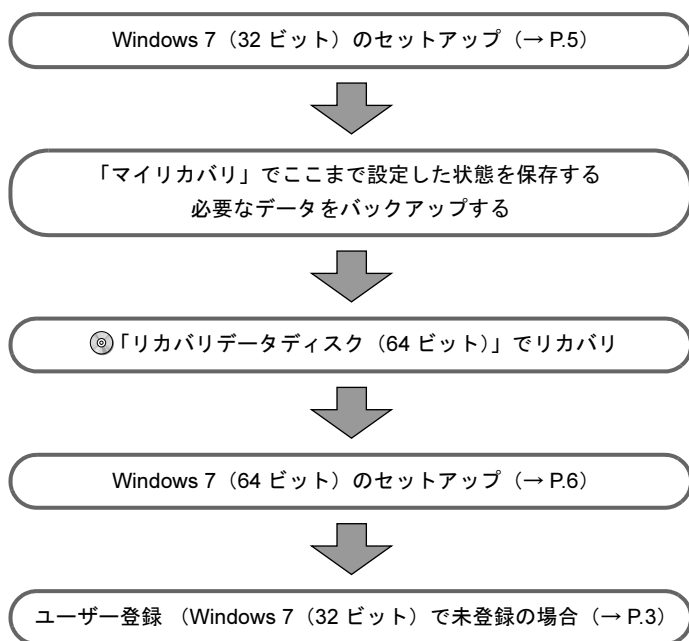 Windows 7（32 ビット）のセットアップ（→ P.5）
「マイリカバリ」でここまで設定した状態を保存する
必要なデータをバックアップする
「リカバリデータディスク（64 ビット）」でリカバリ
Windows 7（64 ビット）のセットアップ（→ P.6）
ユーザー登録 （Windows 7（32 ビット）で未登録の場合（→ P.3）